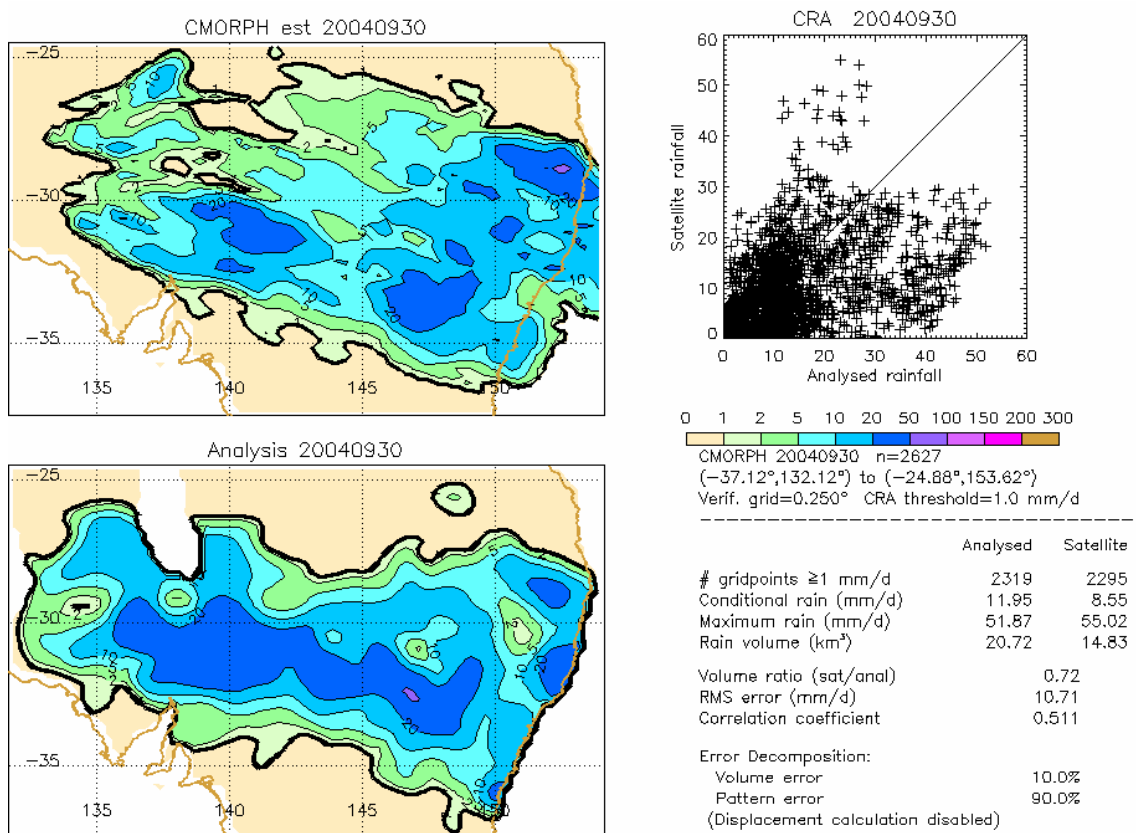 CMORPH est 20040930
-25
-30
-35
135
140
145
150
Analysis 20040930
-25
-30
-35
135
140
145
150
CRA 20040930
Satellite rainfall
60
50
40
30
20
10
0
0 10 20 30 40 50 60
Analysed rainfall
0 1 2 5 10 20 50 100 150 200 300
CMORPH 20040930 n=2627
(-37.12°,132.12°) to (-24.88°,153.62°)
Verif. grid=0.250° CRA threshold=1.0 mm/d
Analysed Satellite
# gridpoints ≧1 mm/d 2319 2295
Conditional rain (mm/d) 11.95 8.55
Maximum rain (mm/d) 51.87 55.02
Rain volume (km³) 20.72 14.83
Volume ratio (sat/anal) 0.72
RMS error (mm/d) 10.71
Correlation coefficient 0.511
Error Decomposition:
Volume error 10.0%
Pattern error 90.0%
(Displacement calculation disabled)